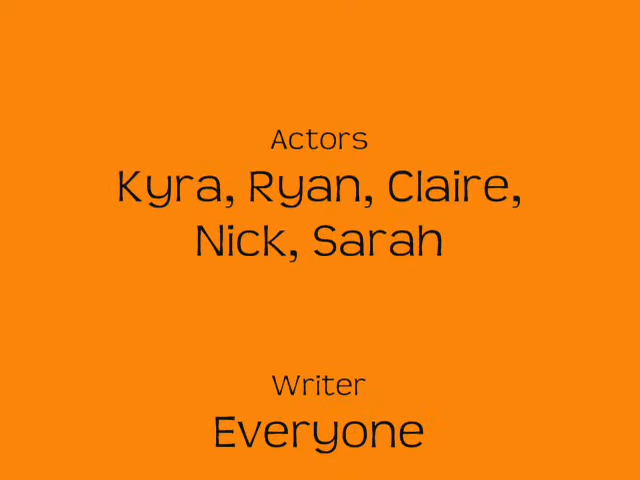 Actors
Kyra, Ryan, Claire,
Nick, Sarah
Writer
Everyone